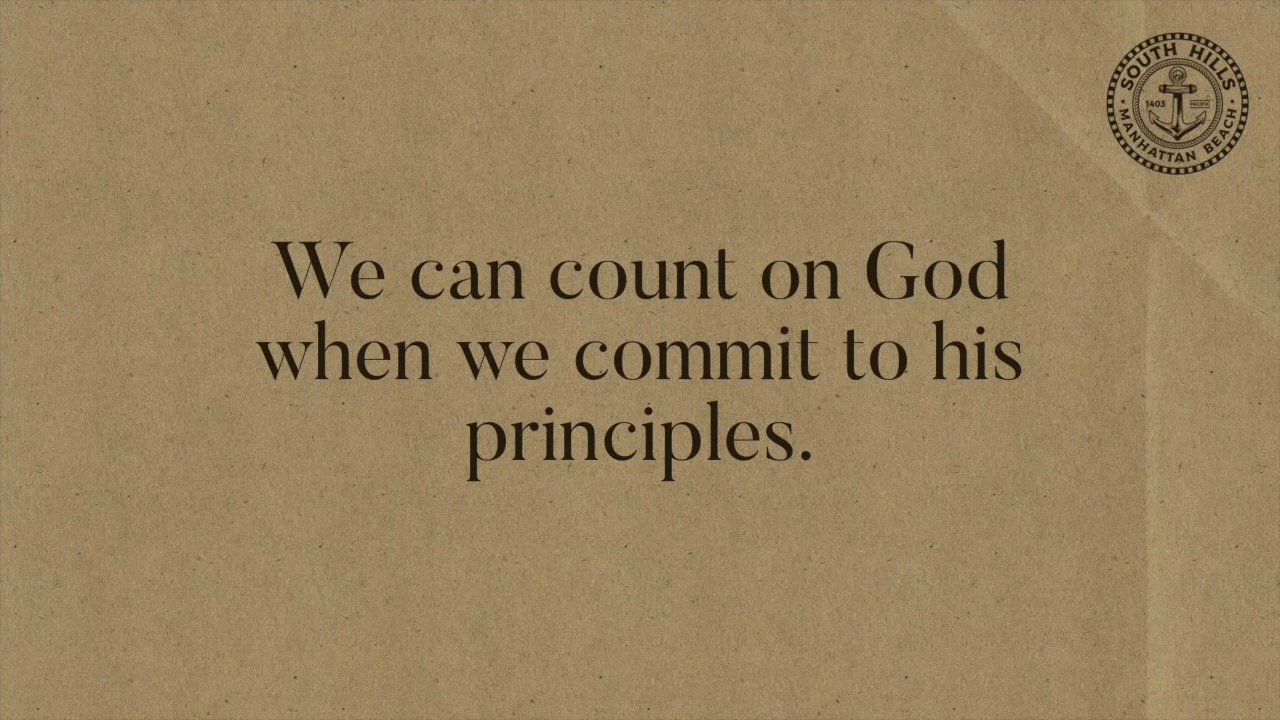 SOUTH HILLS
1403 PACIFIC
MANHATTAN BEACH
We can count on God
when we commit to his
principles.